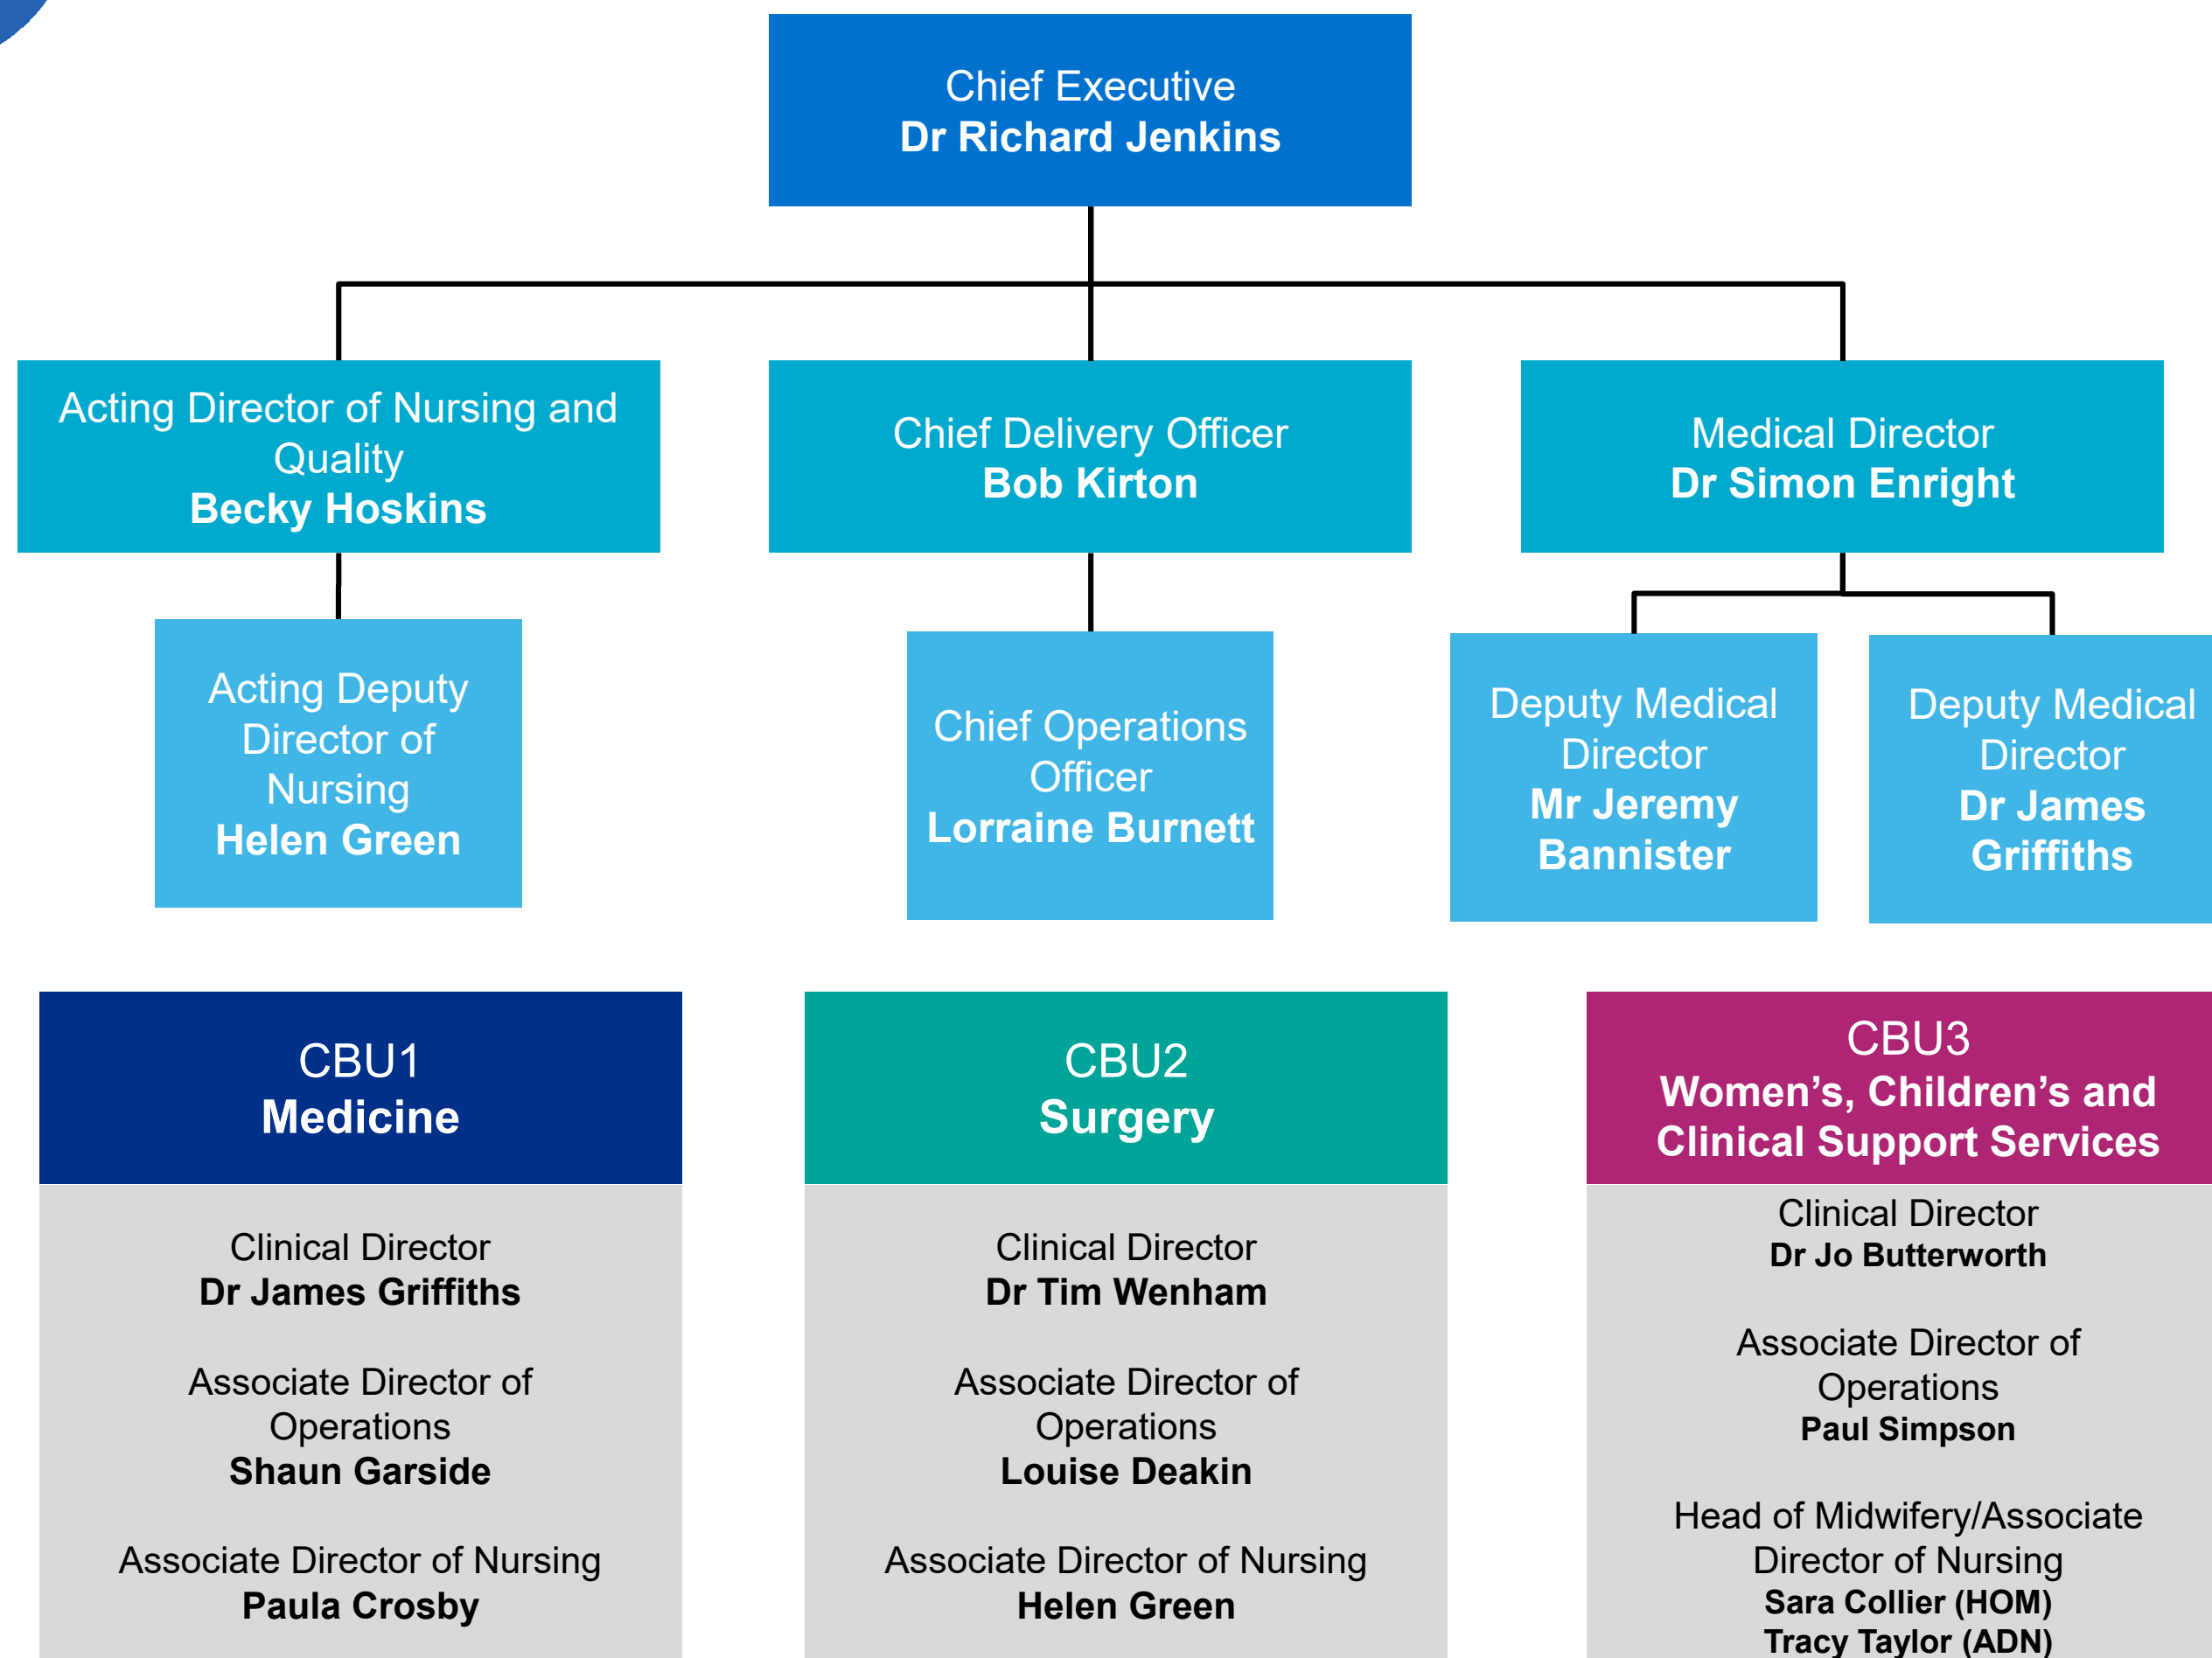 Chief Executive
Dr Richard Jenkins
Acting Director of Nursing and
Quality
Becky Hoskins
Chief Delivery Officer
Bob Kirton
Medical Director
Dr Simon Enright
Acting Deputy
Director of
Nursing
Helen Green
Chief Operations
Officer
Lorraine Burnett
Deputy Medical
Director
Mr Jeremy
Bannister
Deputy Medical
Director
Dr James
Griffiths
CBU1
Medicine
Clinical Director
Dr James Griffiths
Associate Director of
Operations
Shaun Garside
Associate Director of Nursing
Paula Crosby
CBU2
Surgery
Clinical Director
Dr Tim Wenham
Associate Director of
Operations
Louise Deakin
Associate Director of Nursing
Helen Green
CBU3
Women’s, Children’s and
Clinical Support Services
Clinical Director
Dr Jo Butterworth
Associate Director of
Operations
Paul Simpson
Head of Midwifery/Associate
Director of Nursing
Sara Collier (HOM)
Tracy Taylor (ADN)